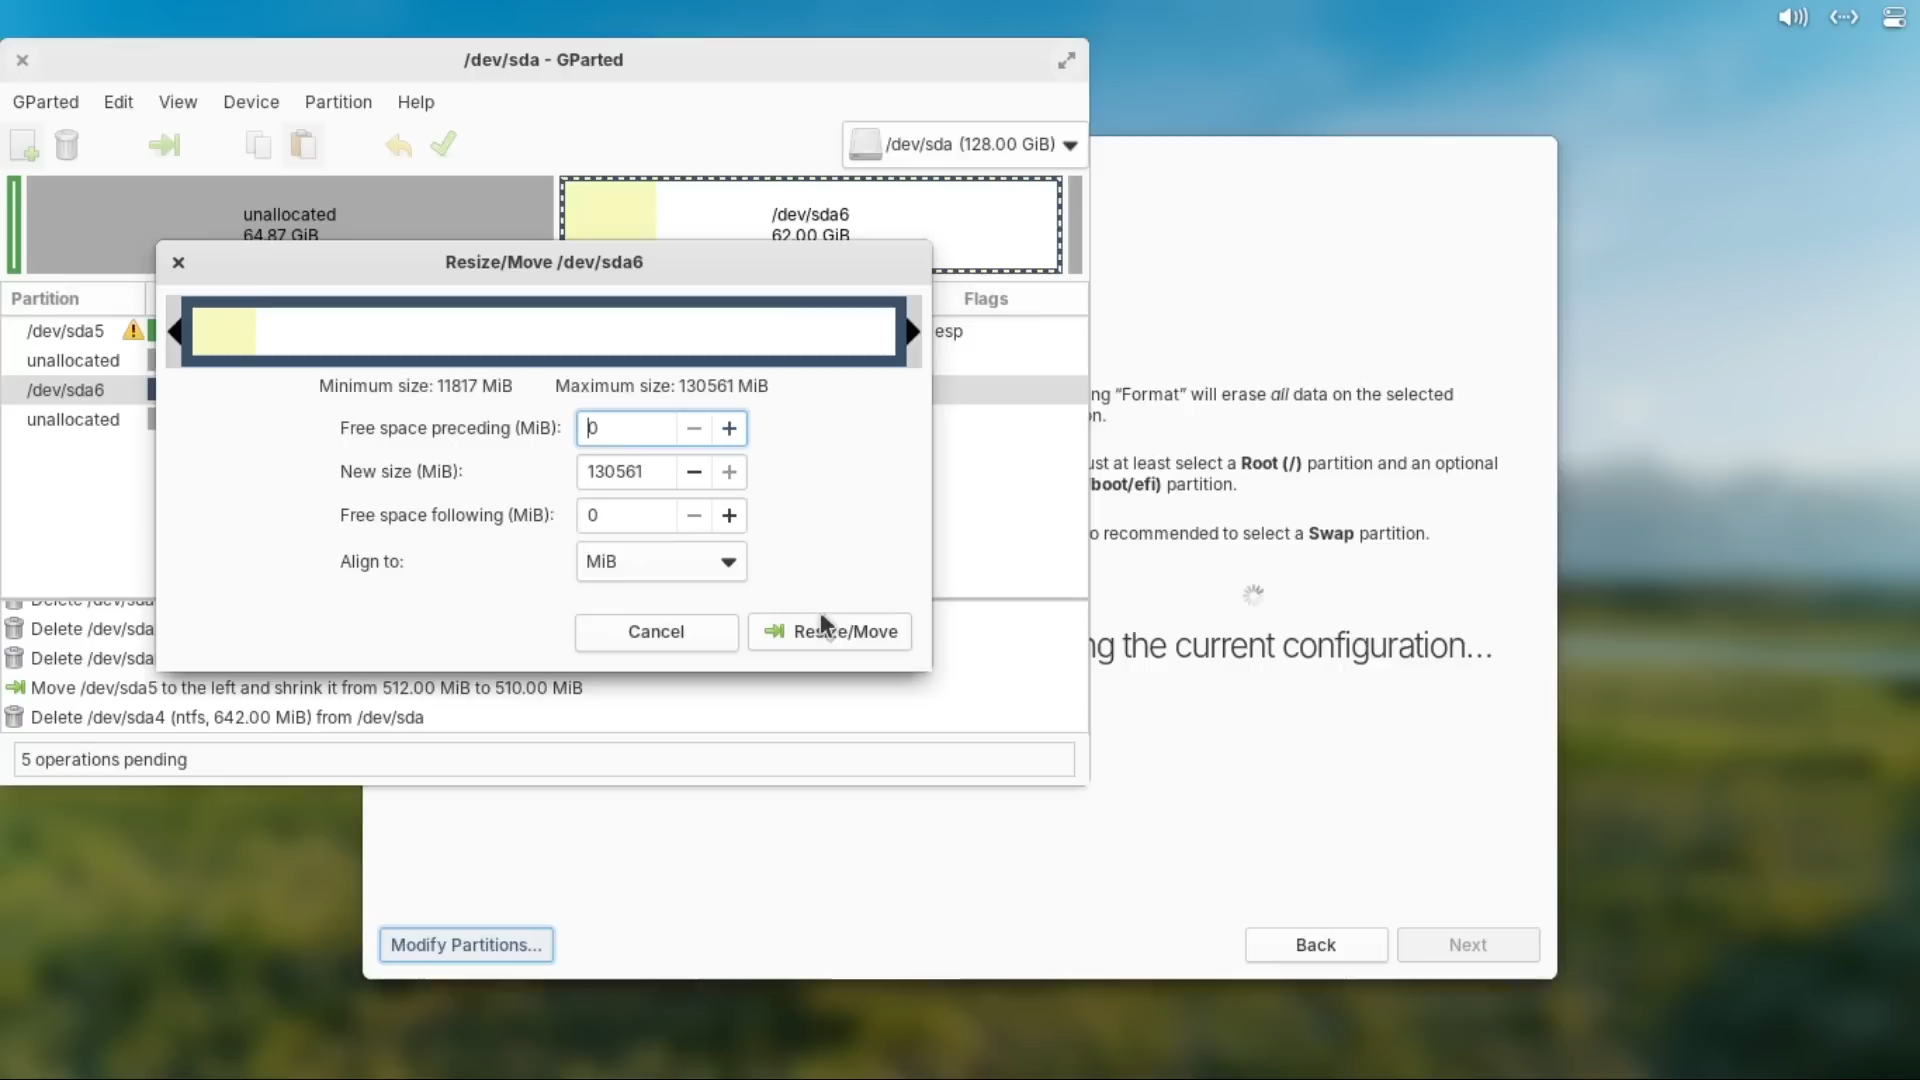 /dev/sda - GParted
GParted Edit View Device Partition Help
/dev/sda (128.00 GiB)
unallocated
64.87 GiB
/dev/sda6
62.00 GiB
Resize/Move /dev/sda6
Partition
Flags
/dev/sda5
esp
unallocated
/dev/sda6
unallocated
Minimum size: 11817 MiB Maximum size: 130561 MiB
Free space preceding (MiB): 0
New size (MiB): 130561
Free space following (MiB): 0
Align to: MiB
Cancel
Resize/Move
Delete /dev/sda
Delete /dev/sda
Delete /dev/sda
Move /dev/sda5 to the left and shrink it from 512.00 MiB to 510.00 MiB
Delete /dev/sda4 (ntfs, 642.00 MiB) from /dev/sda
5 operations pending
ng “Format” will erase all data on the selected
n.
ust at least select a Root (/) partition and an optional
boot/efi) partition.
o recommended to select a Swap partition.
ng the current configuration...
Modify Partitions...
Back
Next